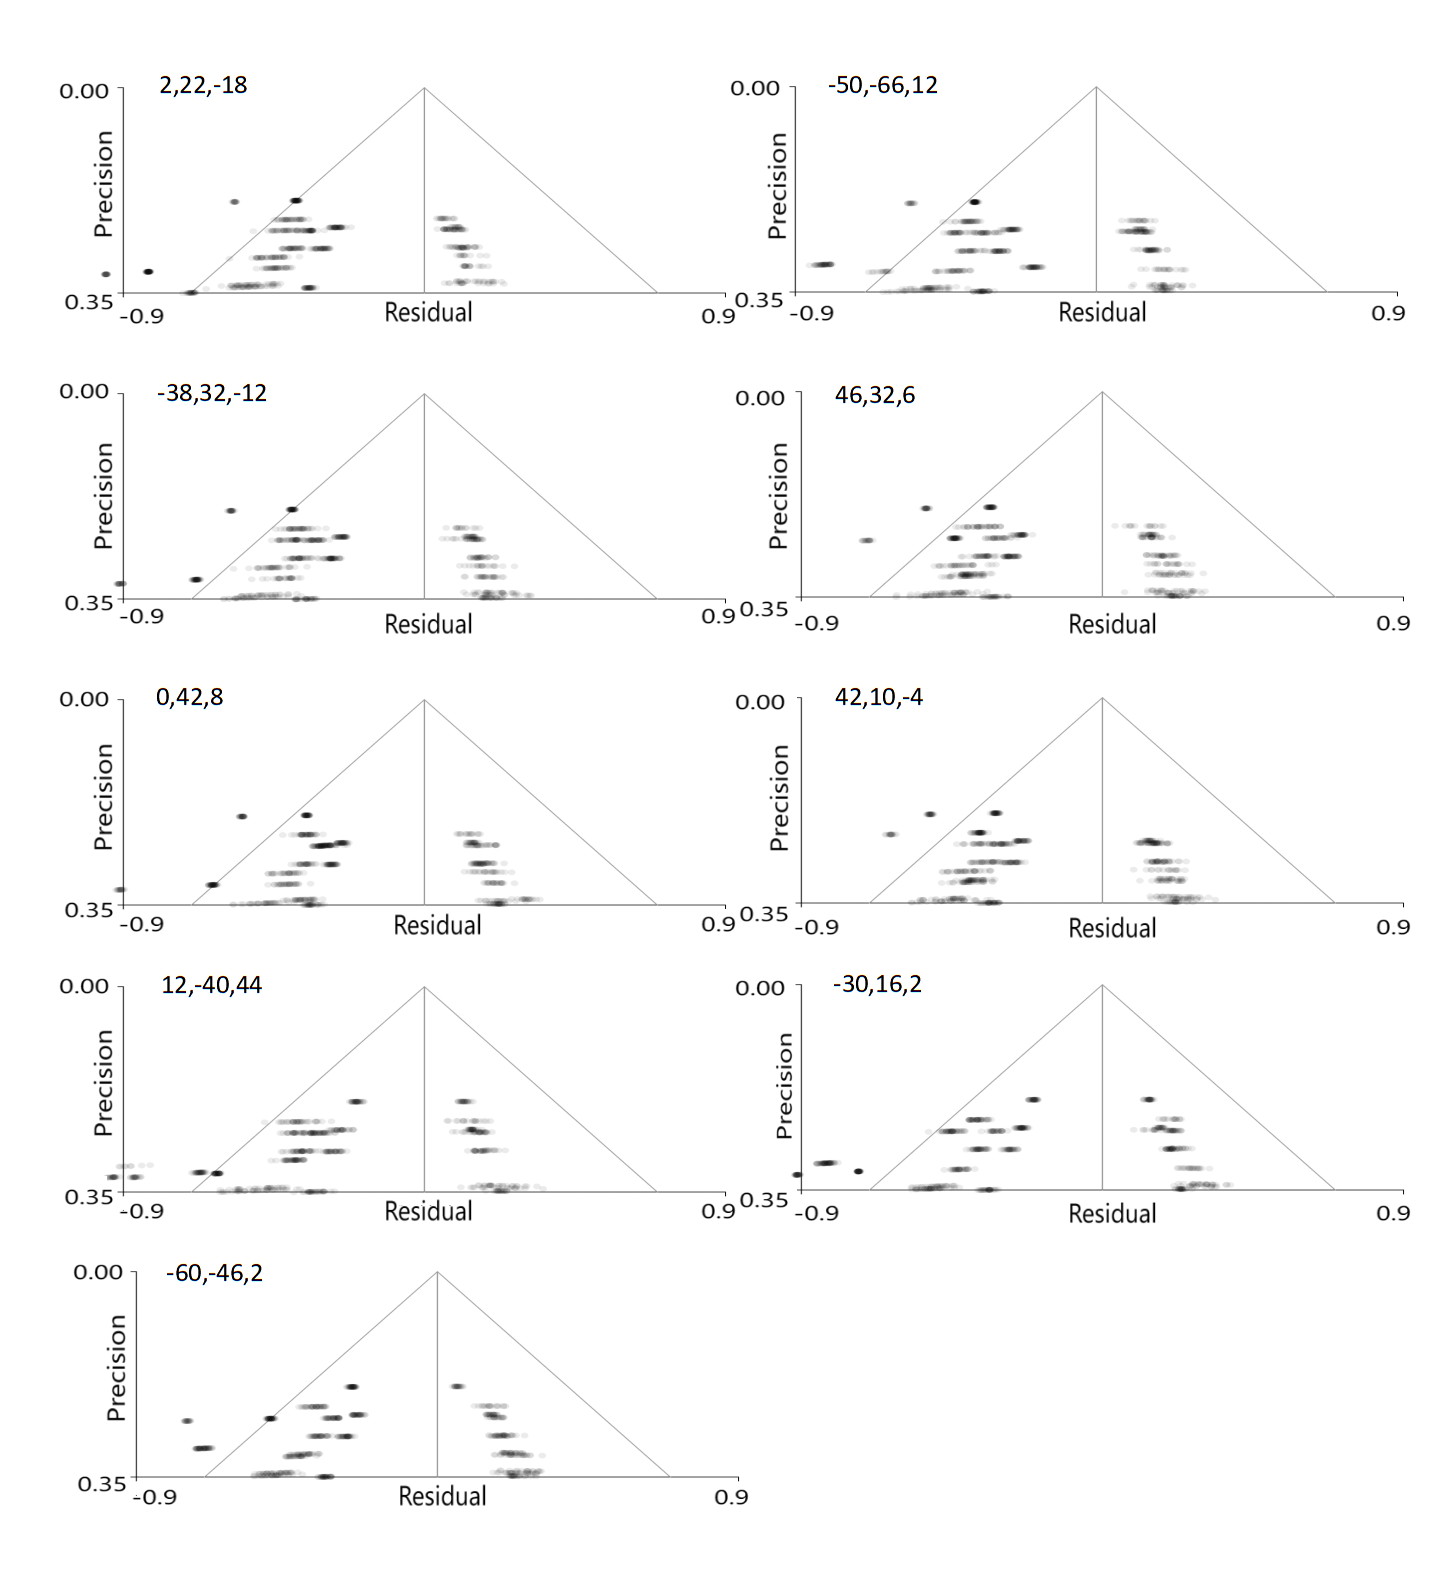 2,22,-18
0.00
Precision
0.35
-0.9
Residual
0.9
-50,-66,12
0.00
Precision
0.35
-0.9
Residual
0.9
-38,32,-12
0.00
Precision
0.35
-0.9
Residual
0.9
46,32,6
0.00
Precision
0.35
-0.9
Residual
0.9
0,42,8
0.00
Precision
0.35
-0.9
Residual
0.9
42,10,-4
0.00
Precision
0.35
-0.9
Residual
0.9
12,-40,44
0.00
Precision
0.35
-0.9
Residual
0.9
-30,16,2
0.00
Precision
0.35
-0.9
Residual
0.9
-60,-46,2
0.00
Precision
0.35
-0.9
Residual
0.9